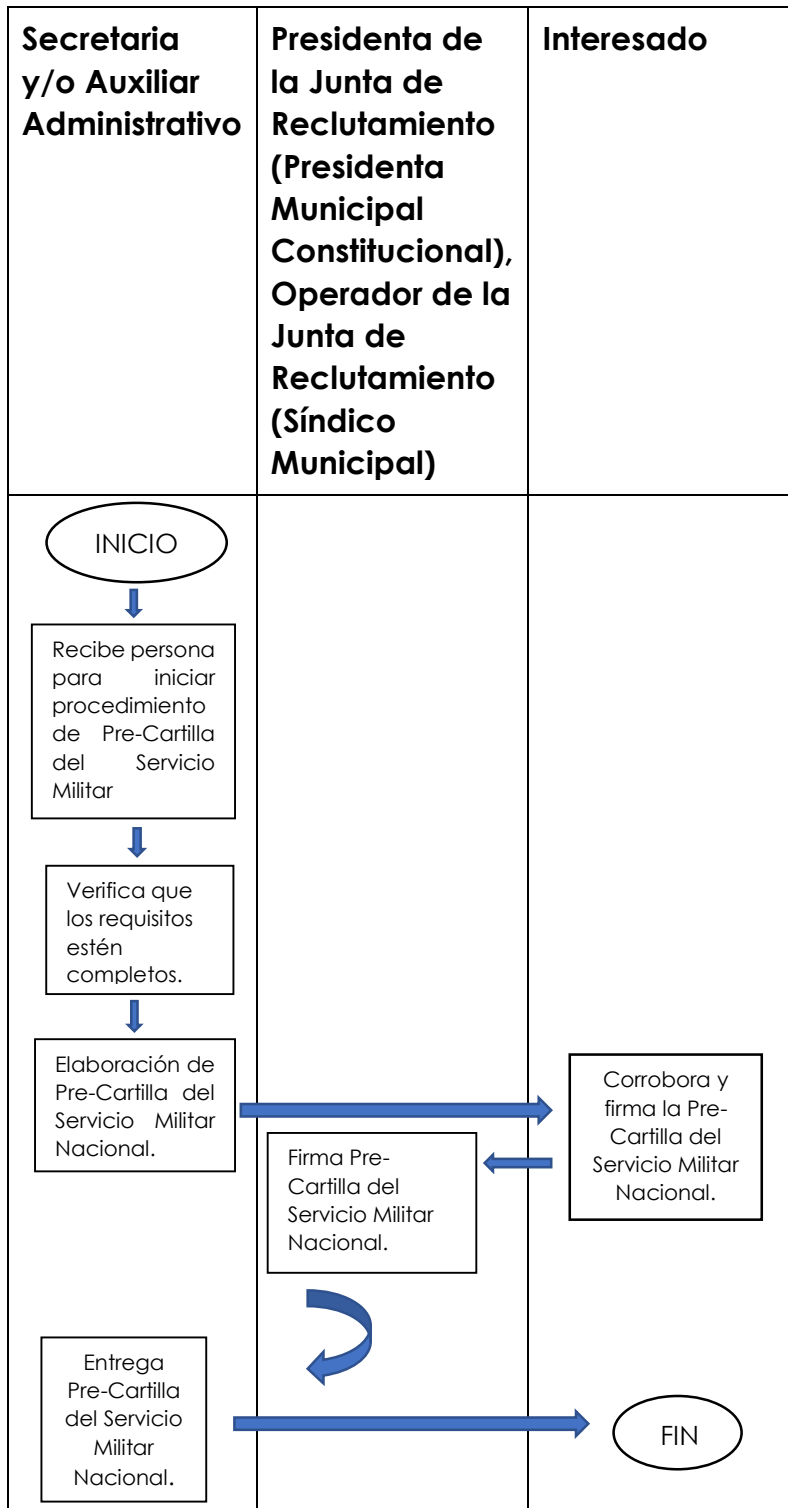 Secretaria
y/o Auxiliar
Administrativo
Presidenta de
la Junta de
Reclutamiento
(Presidenta
Municipal
Constitucional),
Operador de la
Junta de
Reclutamiento
(Síndico
Municipal)
Interesado
INICIO
Recibe persona
para iniciar
procedimiento
de Pre-Cartilla
del Servicio
Militar
Verifica que
los requisitos
estén
completos.
Elaboración de
Pre-Cartilla del
Servicio Militar
Nacional.
Corrobora y
firma la Pre-
Cartilla del
Servicio Militar
Nacional.
Firma Pre-
Cartilla del
Servicio Militar
Nacional.
Entrega
Pre-Cartilla
del Servicio
Militar
Nacional.
FIN